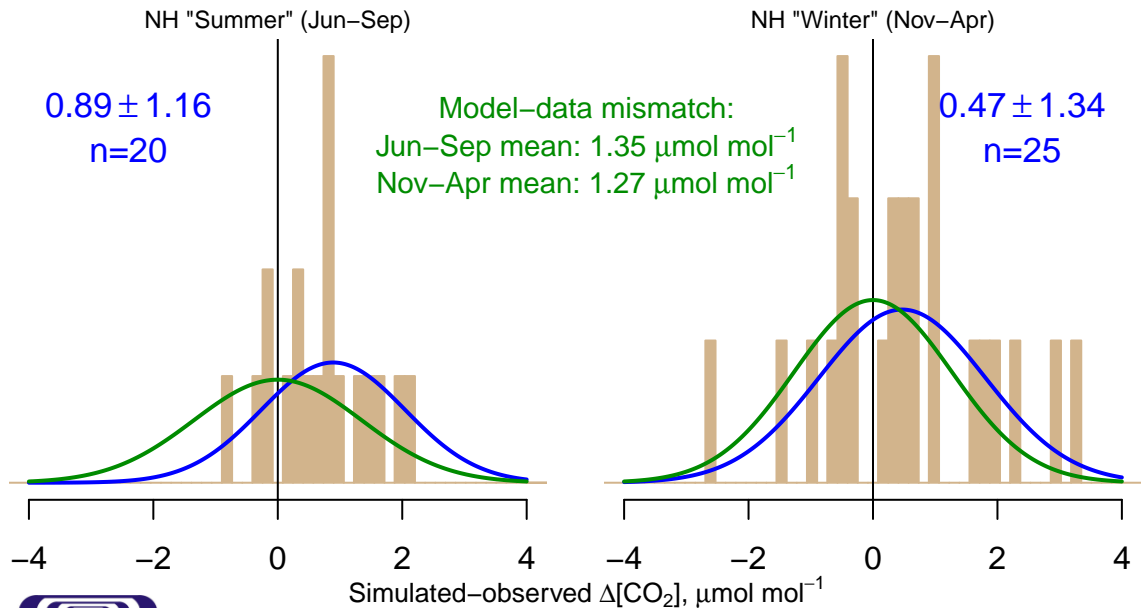 NH "Summer" (Jun−Sep)
0.89 ± 1.16
n=20
Model−data mismatch:
Jun−Sep mean: 1.35 μmol mol⁻¹
Nov−Apr mean: 1.27 μmol mol⁻¹
NH "Winter" (Nov−Apr)
0.47 ± 1.34
n=25
−4 −2 0 2 4
−4 −2 0 2 4
Simulated−observed Δ[CO₂], μmol mol⁻¹